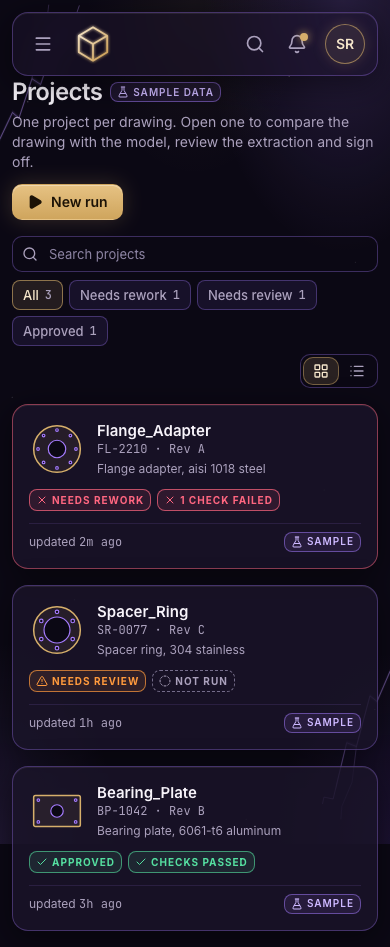 SR
Projects SAMPLE DATA
One project per drawing. Open one to compare the
drawing with the model, review the extraction and sign
off.
New run
Search projects
All 3 Needs rework 1 Needs review 1
Approved 1
Flange_Adapter
FL-2210 · Rev A
Flange adapter, aisi 1018 steel
NEEDS REWORK 1 CHECK FAILED
updated 2m ago SAMPLE
Spacer_Ring
SR-0077 · Rev C
Spacer ring, 304 stainless
NEEDS REVIEW NOT RUN
updated 1h ago SAMPLE
Bearing_Plate
BP-1042 · Rev B
Bearing plate, 6061-t6 aluminum
APPROVED CHECKS PASSED
updated 3h ago SAMPLE